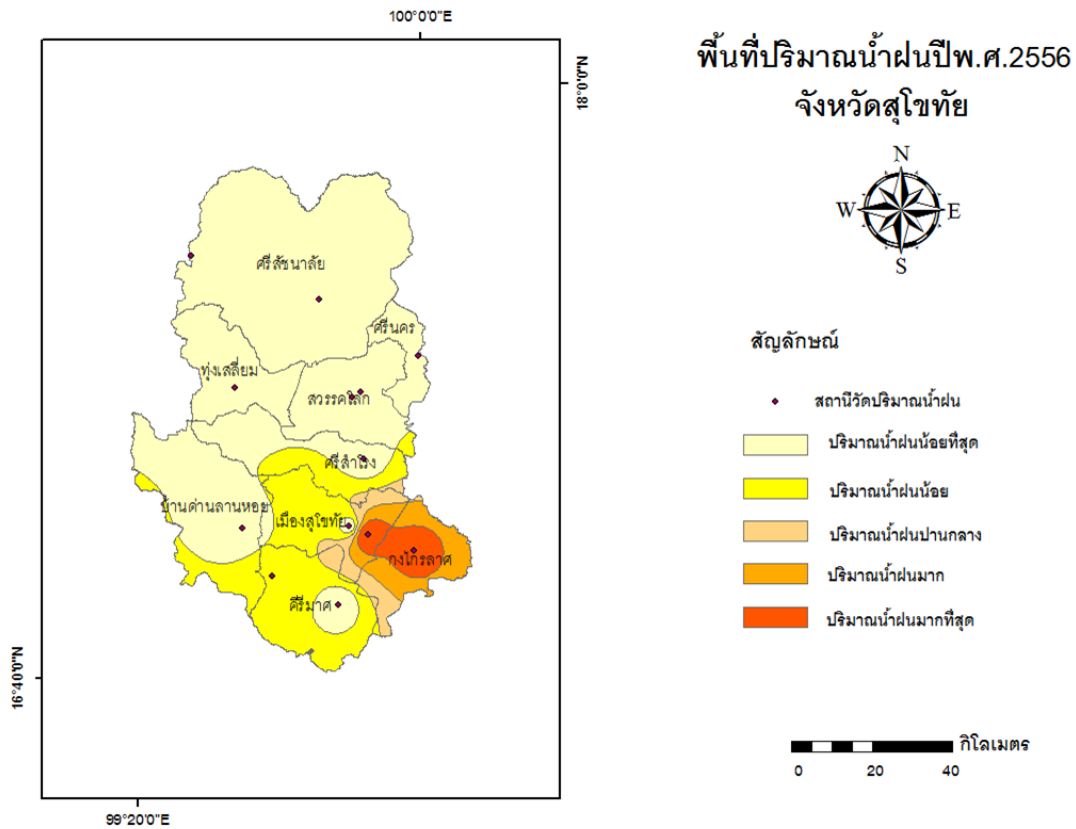 100°0'0"E
พื้นที่ปริมาณน้ำฝนปีพ.ศ.2556
จังหวัดสุโขทัย
18°0'0"N
N
W
E
S
ศรีสัชนาลัย
ศรีนคร
ทุ่งเสลี่ยม
สวรรคโลก
ศรีสำโรง
บ้านด่านลานหอย
เมืองสุโขทัย
กงไกรลาศ
คีรีมาศ
สัญลักษณ์
สถานีวัดปริมาณน้ำฝน
ปริมาณน้ำฝนน้อยที่สุด
ปริมาณน้ำฝนน้อย
ปริมาณน้ำฝนปานกลาง
ปริมาณน้ำฝนมาก
ปริมาณน้ำฝนมากที่สุด
16°40'0"N
กิโลเมตร
0 20 40
99°20'0"E